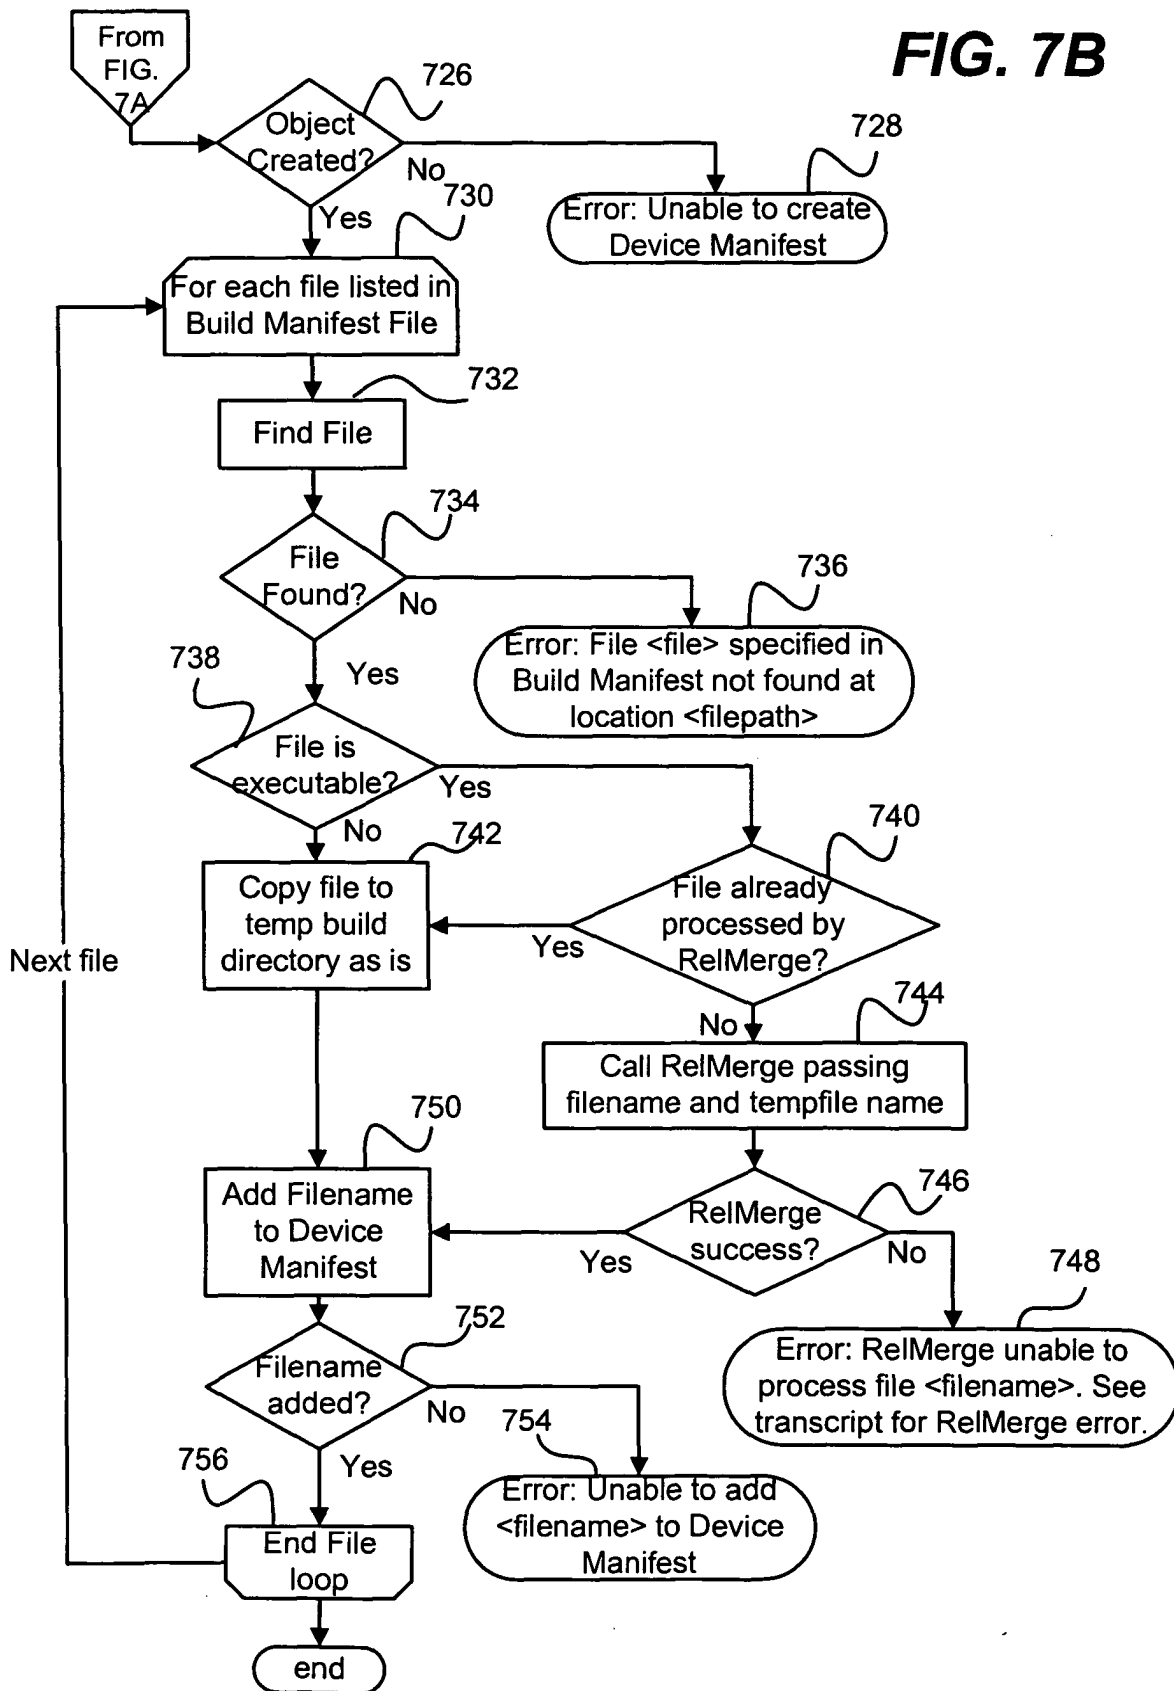 From
FIG.
7A
FIG. 7B
726
Object
Created?
No
Yes
728
Error: Unable to create
Device Manifest
730
For each file listed in
Build Manifest File
732
Find File
734
File
Found?
No
Yes
736
Error: File <file> specified in
Build Manifest not found at
location <filepath>
738
File is
executable?
Yes
No
740
File already
processed by
RelMerge?
Yes
No
742
Copy file to
temp build
directory as is
Next file
744
Call RelMerge passing
filename and tempfile name
746
RelMerge
success?
Yes
No
748
Error: RelMerge unable to
process file <filename>. See
transcript for RelMerge error.
750
Add Filename
to Device
Manifest
752
Filename
added?
No
Yes
754
Error: Unable to add
<filename> to Device
Manifest
756
End File
loop
end